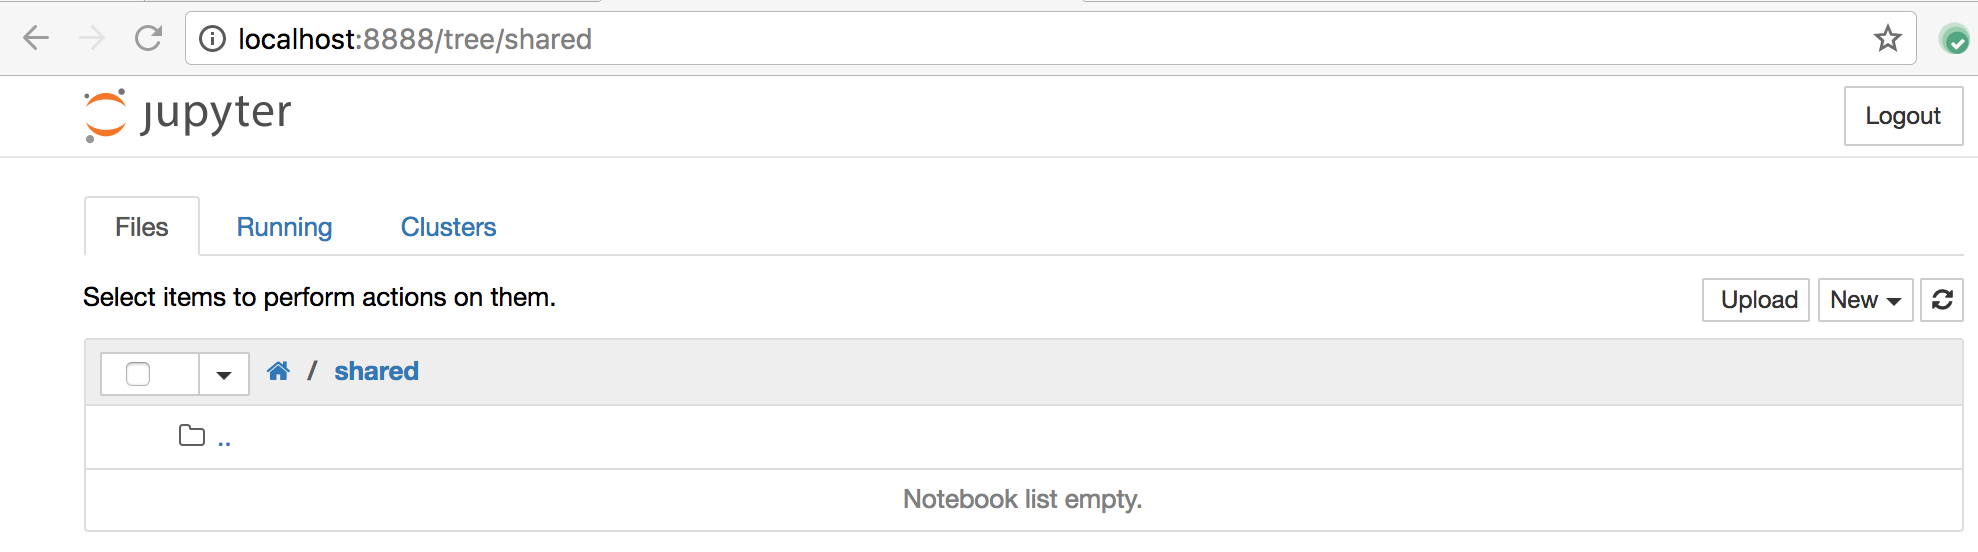 localhost:8888/tree/shared
jupyter
Logout
Files Running Clusters
Select items to perform actions on them.
Upload New
/ shared
..
Notebook list empty.